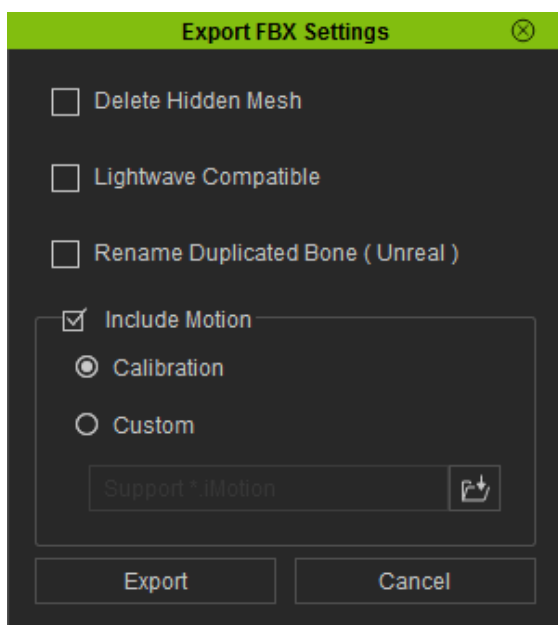 Export FBX Settings
Delete Hidden Mesh
Lightwave Compatible
Rename Duplicated Bone ( Unreal )
Include Motion
Calibration
Custom
Support *.iMotion
Export
Cancel